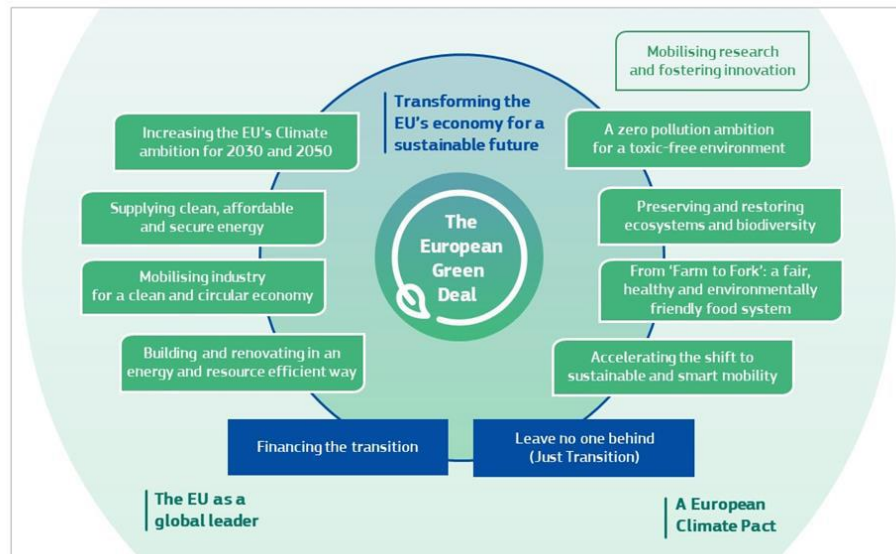 Mobilising research
and fostering innovation
Transforming the
EU's economy for a
sustainable future
Increasing the EU's Climate
ambition for 2030 and 2050
A zero pollution ambition
for a toxic-free environment
Supplying clean, affordable
and secure energy
Preserving and restoring
ecosystems and biodiversity
The
European
Green
Deal
Mobilising industry
for a clean and circular economy
From 'Farm to Fork': a fair,
healthy and environmentally
friendly food system
Building and renovating in an
energy and resource efficient way
Accelerating the shift to
sustainable and smart mobility
Financing the transition
Leave no one behind
(Just Transition)
The EU as a
global leader
A European
Climate Pact